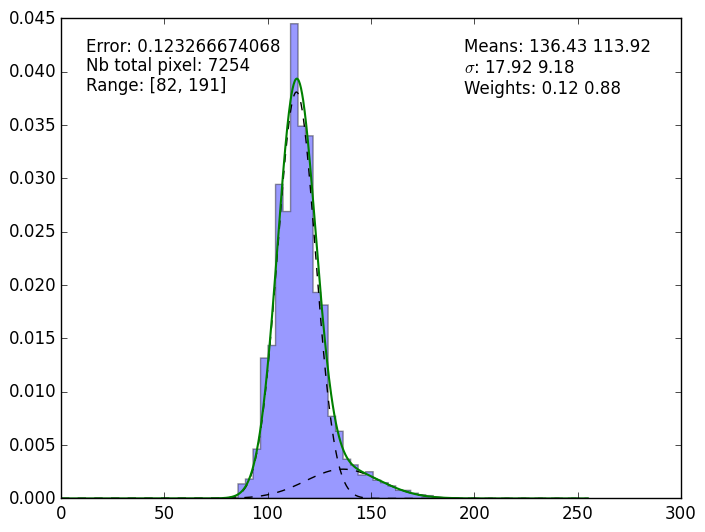 Error: 0.123266674068
Nb total pixel: 7254
Range: [82, 191]
Means: 136.43 113.92
σ: 17.92 9.18
Weights: 0.12 0.88
0.045
0.040
0.035
0.030
0.025
0.020
0.015
0.010
0.005
0.000
0 50 100 150 200 250 300